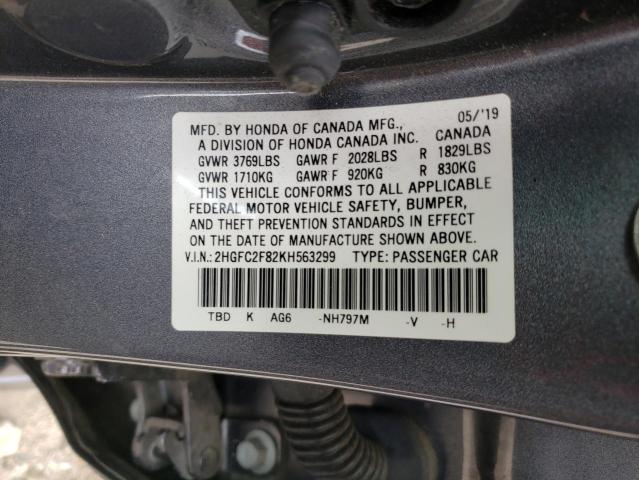 05/'19
MFD. BY HONDA OF CANADA MFG., CANADA
A DIVISION OF HONDA CANADA INC.
GVWR 3769LBS GAWR F 2028LBS R 1829LBS
GVWR 1710KG GAWR F 920KG R 830KG
THIS VEHICLE CONFORMS TO ALL APPLICABLE
FEDERAL MOTOR VEHICLE SAFETY, BUMPER,
AND THEFT PREVENTION STANDARDS IN EFFECT
ON THE DATE OF MANUFACTURE SHOWN ABOVE.
V.I.N.: 2HGFC2F82KH563299 TYPE: PASSENGER CAR
TBD K AG6 -NH797M -V -H